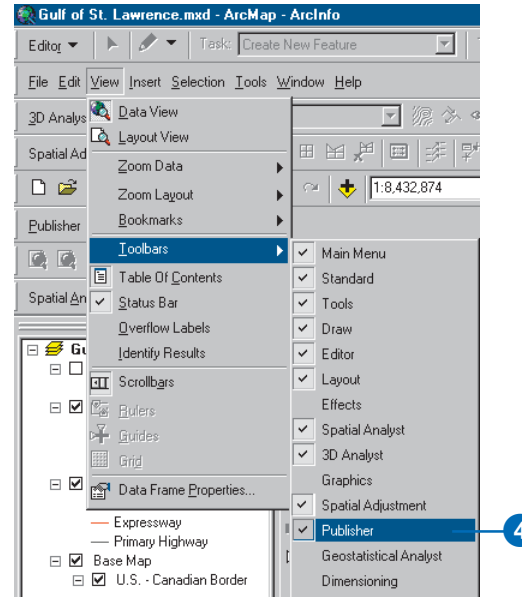 Gulf of St. Lawrence.mxd - ArcMap - ArcInfo
Editor Task: Create New Feature
File Edit View Insert Selection Tools Window Help
3D Analys
Data View
Layout View
Spatial Ad
Zoom Data
Zoom Layout
1:8,432,874
Bookmarks
Publisher
Toolbars
Main Menu
Table Of Contents
Standard
Status Bar
Tools
Spatial An
Overflow Labels
Draw
Identify Results
Editor
Gu
Scrollbars
Layout
Rulers
Effects
Guides
Spatial Analyst
Grid
3D Analyst
Data Frame Properties...
Graphics
Spatial Adjustment
Expressway
Publisher
4
Primary Highway
Geostatistical Analyst
Base Map
U.S. - Canadian Border
Dimensioning